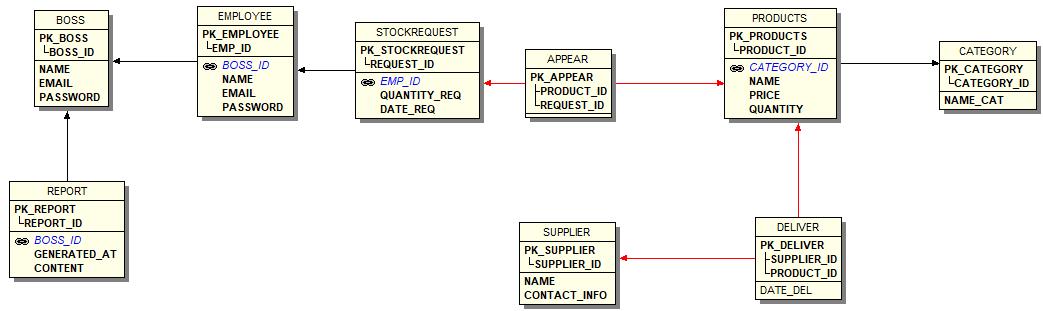 BOSS
PK_BOSS
BOSS_ID
NAME
EMAIL
PASSWORD
EMPLOYEE
PK_EMPLOYEE
EMP_ID
BOSS_ID
NAME
EMAIL
PASSWORD
STOCKREQUEST
PK_STOCKREQUEST
REQUEST_ID
EMP_ID
QUANTITY_REQ
DATE_REQ
APPEAR
PK_APPEAR
PRODUCT_ID
REQUEST_ID
PRODUCTS
PK_PRODUCTS
PRODUCT_ID
CATEGORY_ID
NAME
PRICE
QUANTITY
CATEGORY
PK_CATEGORY
CATEGORY_ID
NAME_CAT
REPORT
PK_REPORT
REPORT_ID
BOSS_ID
GENERATED_AT
CONTENT
SUPPLIER
PK_SUPPLIER
SUPPLIER_ID
NAME
CONTACT_INFO
DELIVER
PK_DELIVER
SUPPLIER_ID
PRODUCT_ID
DATE_DEL